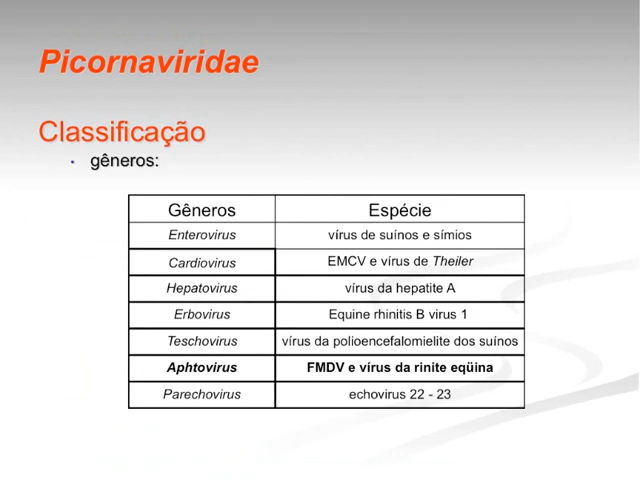 Picornaviridae
Classificação
• gêneros:
Gêneros Espécie
Enterovirus vírus de suínos e símios
Cardiovirus EMCV e vírus de Theiler
Hepatovirus vírus da hepatite A
Erbovirus Equine rhinitis B virus 1
Teschovirus vírus da polioencefalomielite dos suínos
Aphtovirus FMDV e vírus da rinite eqüina
Parechovirus echovirus 22 - 23